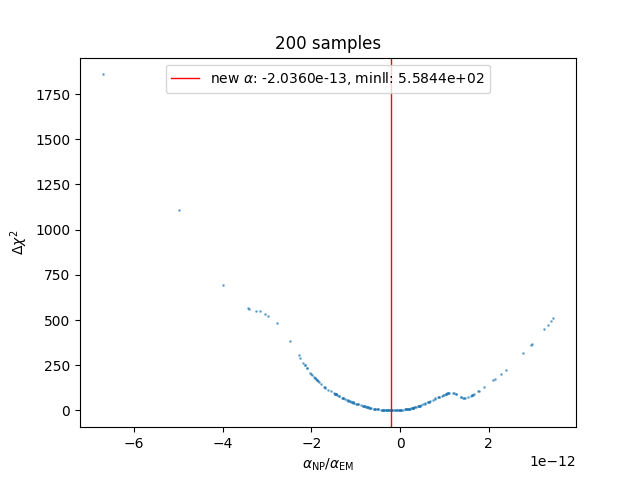 200 samples
new α: -2.0360e-13, minll: 5.5844e+02
1750
1500
1250
1000
750
500
250
0
Δχ²
−6 −4 −2 0 2
1e−12
α_NP/α_EM